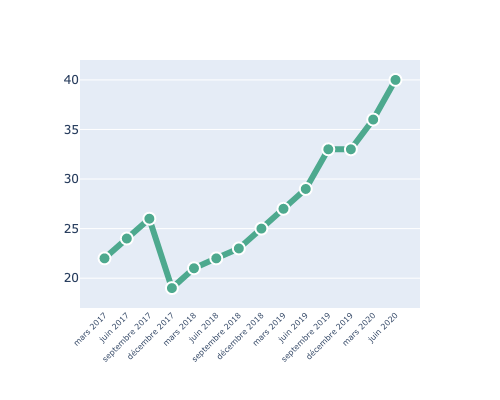 40
35
30
25
20
mars 2017
juin 2017
septembre 2017
décembre 2017
mars 2018
juin 2018
septembre 2018
décembre 2018
mars 2019
juin 2019
septembre 2019
décembre 2019
mars 2020
juin 2020